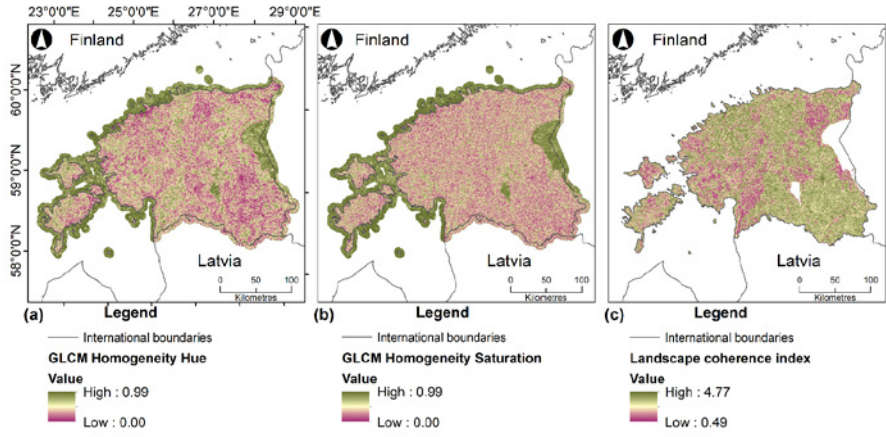 23°0'0"E 25°0'0"E 27°0'0"E 29°0'0"E
60°0'0"N
59°0'0"N
58°0'0"N
Finland
Latvia
0 50 100
Kilometres
(a) Legend
International boundaries
GLCM Homogeneity Hue
Value
High : 0.99
Low : 0.00
Finland
Latvia
0 50 100
Kilometres
(b) Legend
International boundaries
GLCM Homogeneity Saturation
Value
High : 0.99
Low : 0.00
Finland
Latvia
0 50 100
Kilometres
(c) Legend
International boundaries
Landscape coherence index
Value
High : 4.77
Low : 0.49